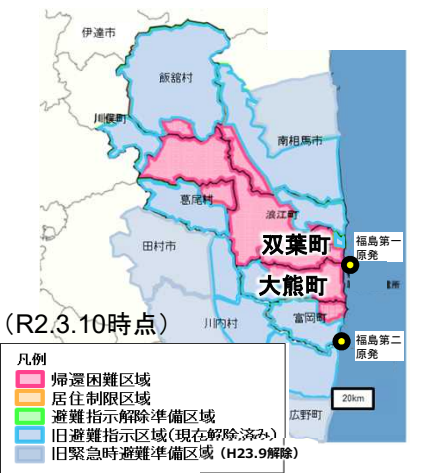 伊達市
飯舘村
川俣町
南相馬市
葛尾村
浪江町
双葉町
福島第一
原発
田村市
大熊町
(R2.3.10時点)
川内村
富岡町
福島第二
原発
凡例
帰還困難区域
居住制限区域
避難指示解除準備区域
旧避難指示区域(現在解除済み)
旧緊急時避難準備区域(H23.9解除)
20km
広野町